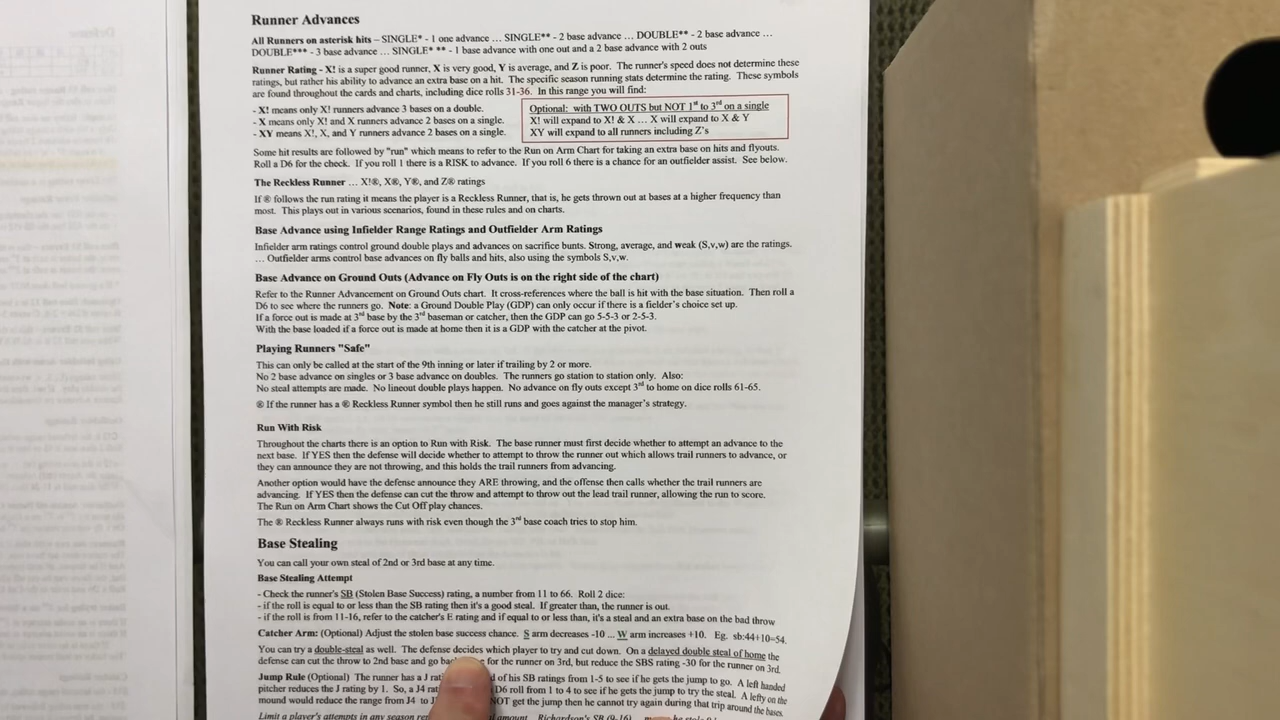 Runner Advances
All Runners on asterisk hits – SINGLE* - 1 one advance ... SINGLE** - 2 base advance ... DOUBLE** - 2 base advance ...
DOUBLE*** - 3 base advance ... SINGLE* ** - 1 base advance with one out and a 2 base advance with 2 outs
Runner Rating - X! is a super good runner, X is very good, Y is average, and Z is poor. The runner's speed does not determine these
ratings, but rather his ability to advance an extra base on a hit. The specific season running stats determine the rating. These symbols
are found throughout the cards and charts, including dice rolls 31-36. In this range you will find:
- X! means only X! runners advance 3 bases on a double.
- X means only X! and X runners advance 2 bases on a single.
- XY means X!, X, and Y runners advance 2 bases on a single.
Optional: with TWO OUTS but NOT 1st to 3rd on a single
X! will expand to X! & X ... X will expand to X & Y
XY will expand to all runners including Z's
Some hit results are followed by "run" which means to refer to the Run on Arm Chart for taking an extra base on hits and flyouts.
Roll a D6 for the check. If you roll 1 there is a RISK to advance. If you roll 6 there is a chance for an outfielder assist. See below.
The Reckless Runner ... X!®, X®, Y®, and Z® ratings
If ® follows the run rating it means the player is a Reckless Runner, that is, he gets thrown out at bases at a higher frequency than
most. This plays out in various scenarios, found in these rules and on charts.
Base Advance using Infielder Range Ratings and Outfielder Arm Ratings
Infielder arm ratings control ground double plays and advances on sacrifice bunts. Strong, average, and weak (S,v,w) are the ratings.
... Outfielder arms control base advances on fly balls and hits, also using the symbols S,v,w.
Base Advance on Ground Outs (Advance on Fly Outs is on the right side of the chart)
Refer to the Runner Advancement on Ground Outs chart. It cross-references where the ball is hit with the base situation. Then roll a
D6 to see where the runners go. Note: a Ground Double Play (GDP) can only occur if there is a fielder's choice set up.
If a force out is made at 3rd base by the 3rd baseman or catcher, then the GDP can go 5-5-3 or 2-5-3.
With the base loaded if a force out is made at home then it is a GDP with the catcher at the pivot.
Playing Runners "Safe"
This can only be called at the start of the 9th inning or later if trailing by 2 or more.
No 2 base advance on singles or 3 base advance on doubles. The runners go station to station only. Also:
No steal attempts are made. No lineout double plays happen. No advance on fly outs except 3rd to home on dice rolls 61-65.
® If the runner has a ® Reckless Runner symbol then he still runs and goes against the manager's strategy.
Run With Risk
Throughout the charts there is an option to Run with Risk. The base runner must first decide whether to attempt an advance to the
next base. If YES then the defense will decide whether to attempt to throw the runner out which allows trail runners to advance, or
they can announce they are not throwing, and this holds the trail runners from advancing.
Another option would have the defense announce they ARE throwing, and the offense then calls whether the trail runners are
advancing. If YES then the defense can cut the throw and attempt to throw out the lead trail runner, allowing the run to score.
The Run on Arm Chart shows the Cut Off play chances.
The ® Reckless Runner always runs with risk even though the 3rd base coach tries to stop him.
Base Stealing
You can call your own steal of 2nd or 3rd base at any time.
Base Stealing Attempt
- Check the runner's SB (Stolen Base Success) rating, a number from 11 to 66. Roll 2 dice:
- if the roll is equal to or less than the SB rating then it's a good steal. If greater than, the runner is out.
- if the roll is from 11-16, refer to the catcher's E rating and if equal to or less, it's a steal and an extra base on the bad throw
Catcher Arm: (Optional) Adjust the stolen base success chance. S arm decreases -10 ... W arm increases +10. Eg. sb:44+10=54.
You can try a double-steal as well. The defense decides which player to try and cut down. On a delayed double steal of home the
defense can cut the throw to 2nd base and go for the runner on 3rd, but reduce the SBS rating -30 for the runner on 3rd.
Jump Rule (Optional) The runner has a J of his SB ratings from 1-5 to see if he gets the jump to go. A left handed
pitcher reduces the J rating by 1. So, a J4 D6 roll from 1 to 4 to see if he gets the jump to try the steal. A lefty on the
mound would reduce the range from J4 to NOT get the jump then he cannot try again during that trip around the bases.
Limit a player's attempts in any season